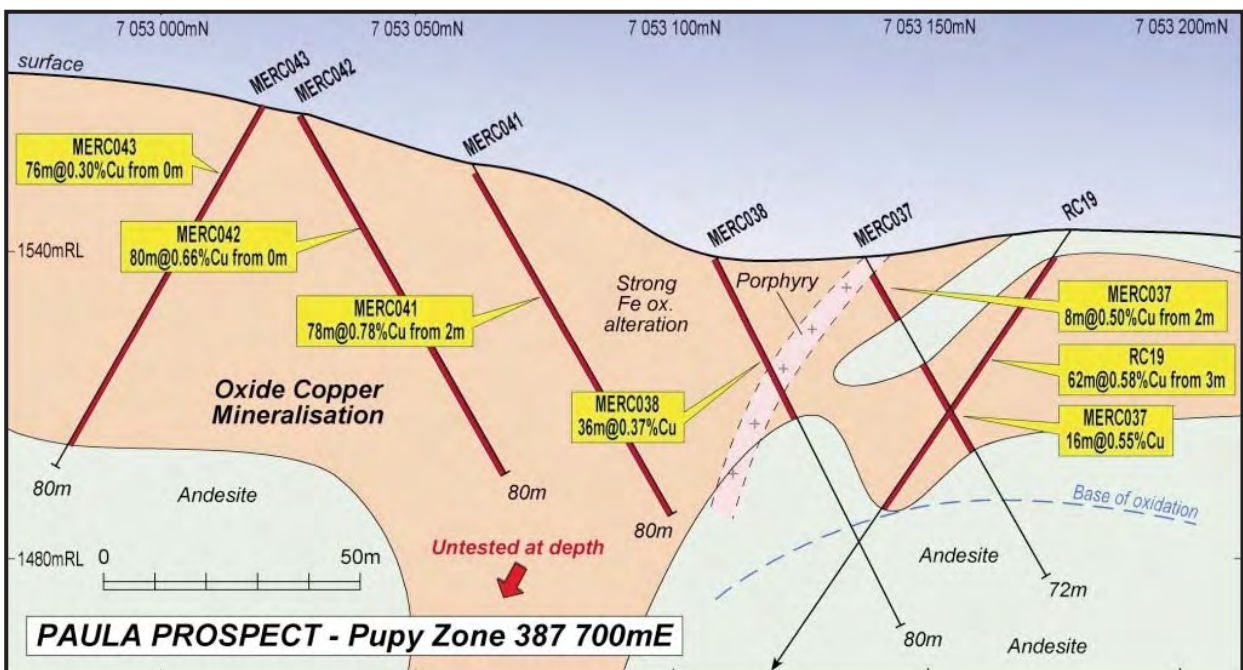 7 053 000mN
7 053 050mN
7 053 100mN
7 053 150mN
7 053 200mN
surface
MERC043
MERC042
MERC041
MERC038
MERC037
RC19
MERC043
76m@0.30%Cu from 0m
MERC042
80m@0.66%Cu from 0m
1540mRL
MERC041
78m@0.78%Cu from 2m
Strong
Fe ox.
alteration
Porphyry
MERC037
8m@0.50%Cu from 2m
RC19
62m@0.58%Cu from 3m
MERC037
16m@0.55%Cu
MERC038
36m@0.37%Cu
Oxide Copper
Mineralisation
80m
Andesite
80m
80m
Base of oxidation
0
50m
1480mRL
Untested at depth
Andesite
72m
80m
Andesite
PAULA PROSPECT - Pupy Zone 387 700mE